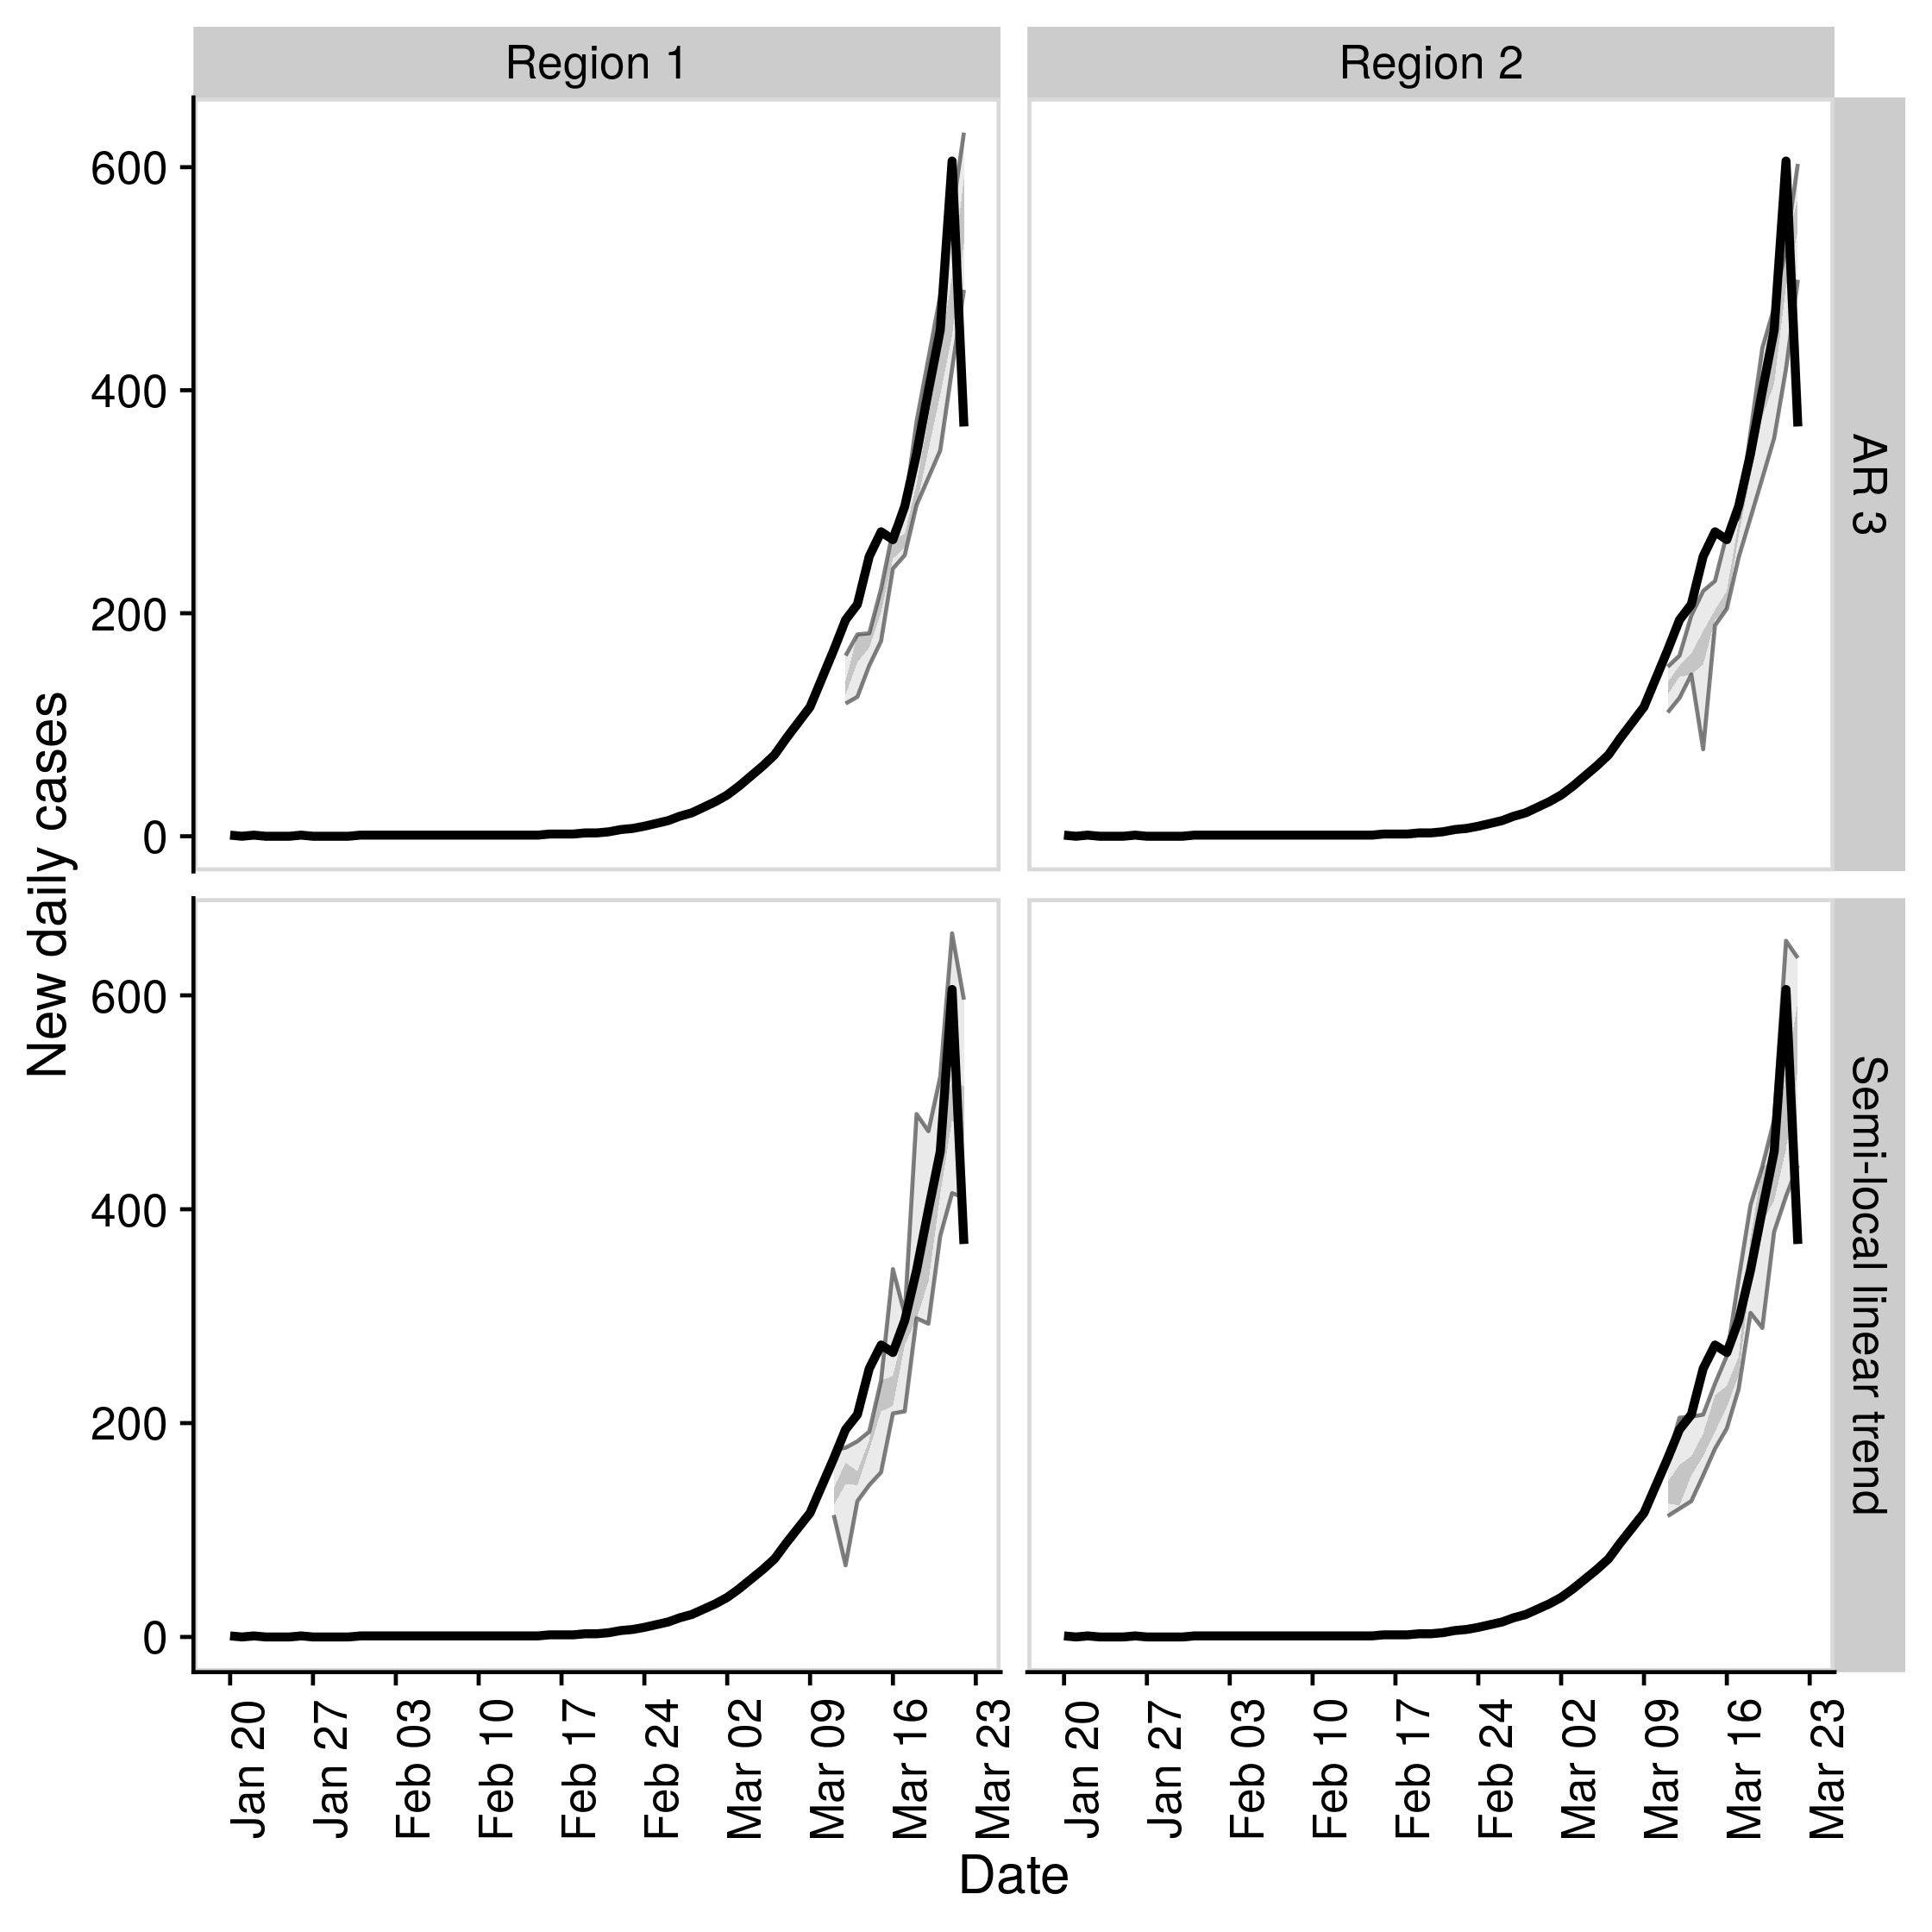 Region 1
Region 2
AR 3
Semi-local linear trend
New daily cases
600
400
200
0
600
400
200
0
Jan 20
Jan 27
Feb 03
Feb 10
Feb 17
Feb 24
Mar 02
Mar 09
Mar 16
Mar 23
Jan 20
Jan 27
Feb 03
Feb 10
Feb 17
Feb 24
Mar 02
Mar 09
Mar 16
Mar 23
Date